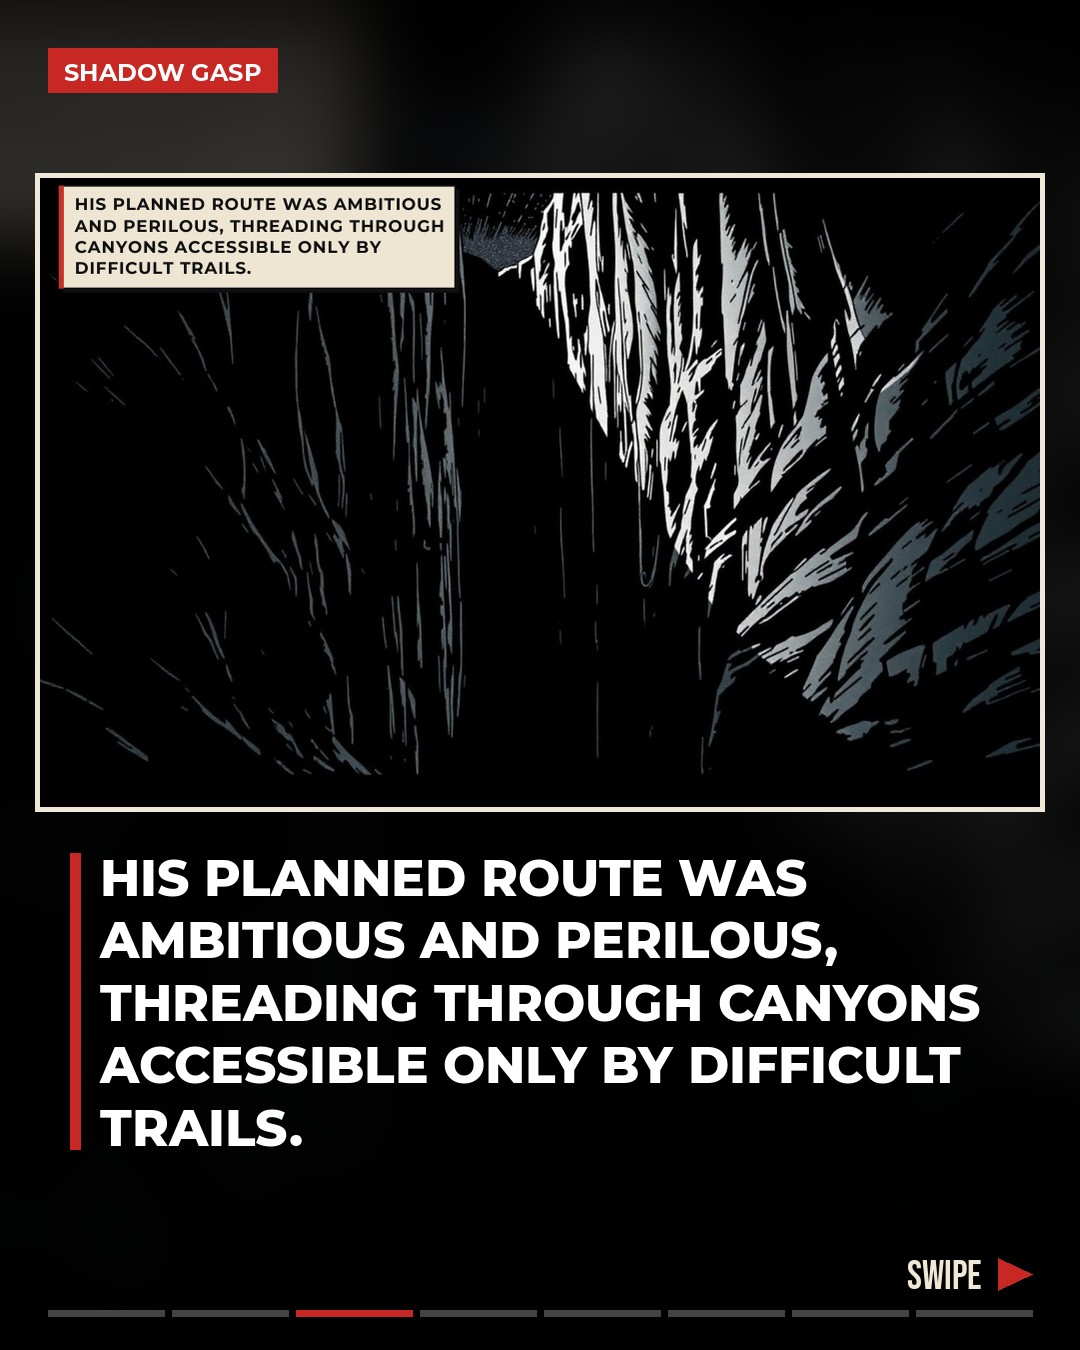 SHADOW GASP
HIS PLANNED ROUTE WAS AMBITIOUS
AND PERILOUS, THREADING THROUGH
CANYONS ACCESSIBLE ONLY BY
DIFFICULT TRAILS.
HIS PLANNED ROUTE WAS
AMBITIOUS AND PERILOUS,
THREADING THROUGH CANYONS
ACCESSIBLE ONLY BY DIFFICULT
TRAILS.
SWIPE